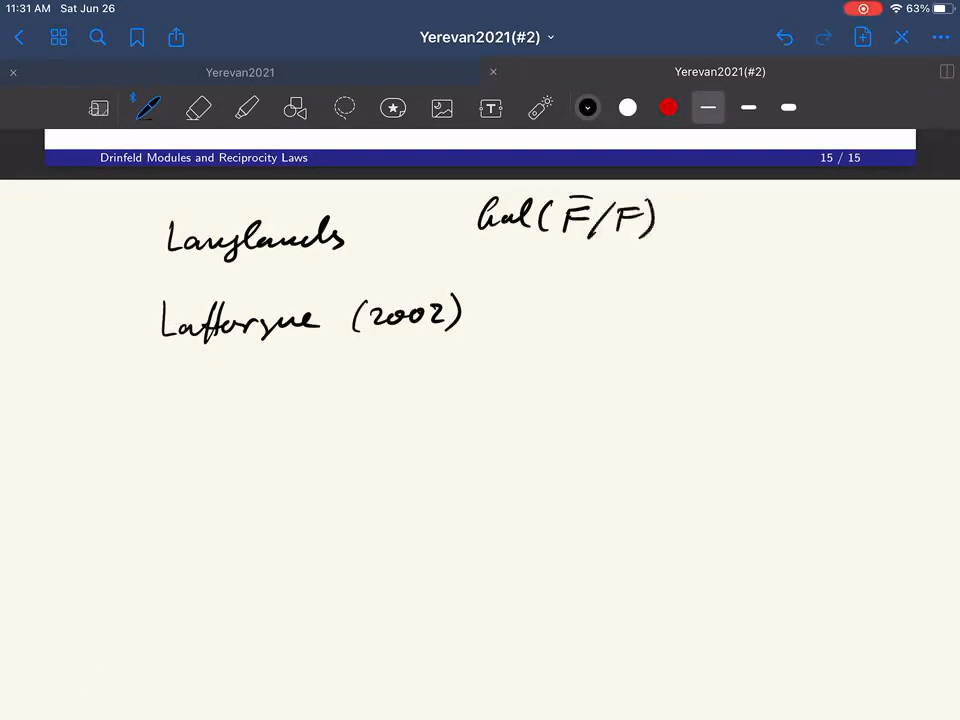 11:31 AM Sat Jun 26
63%
Yerevan2021(#2)
Yerevan2021
Yerevan2021(#2)
T
Drinfeld Modules and Reciprocity Laws
15 / 15
Langlands
Gal( F̅ / F )
Lafforgue (2002)